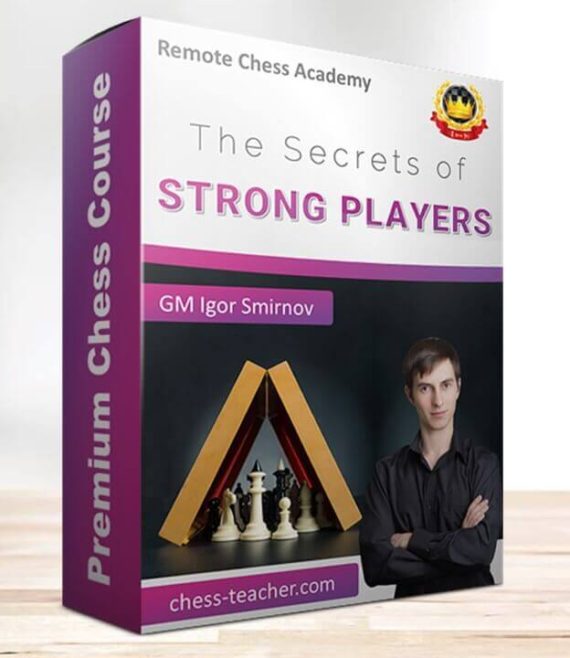 Premium Chess Course
Remote Chess Academy
The Secrets of
STRONG PLAYERS
GM Igor Smirnov
chess-teacher.com